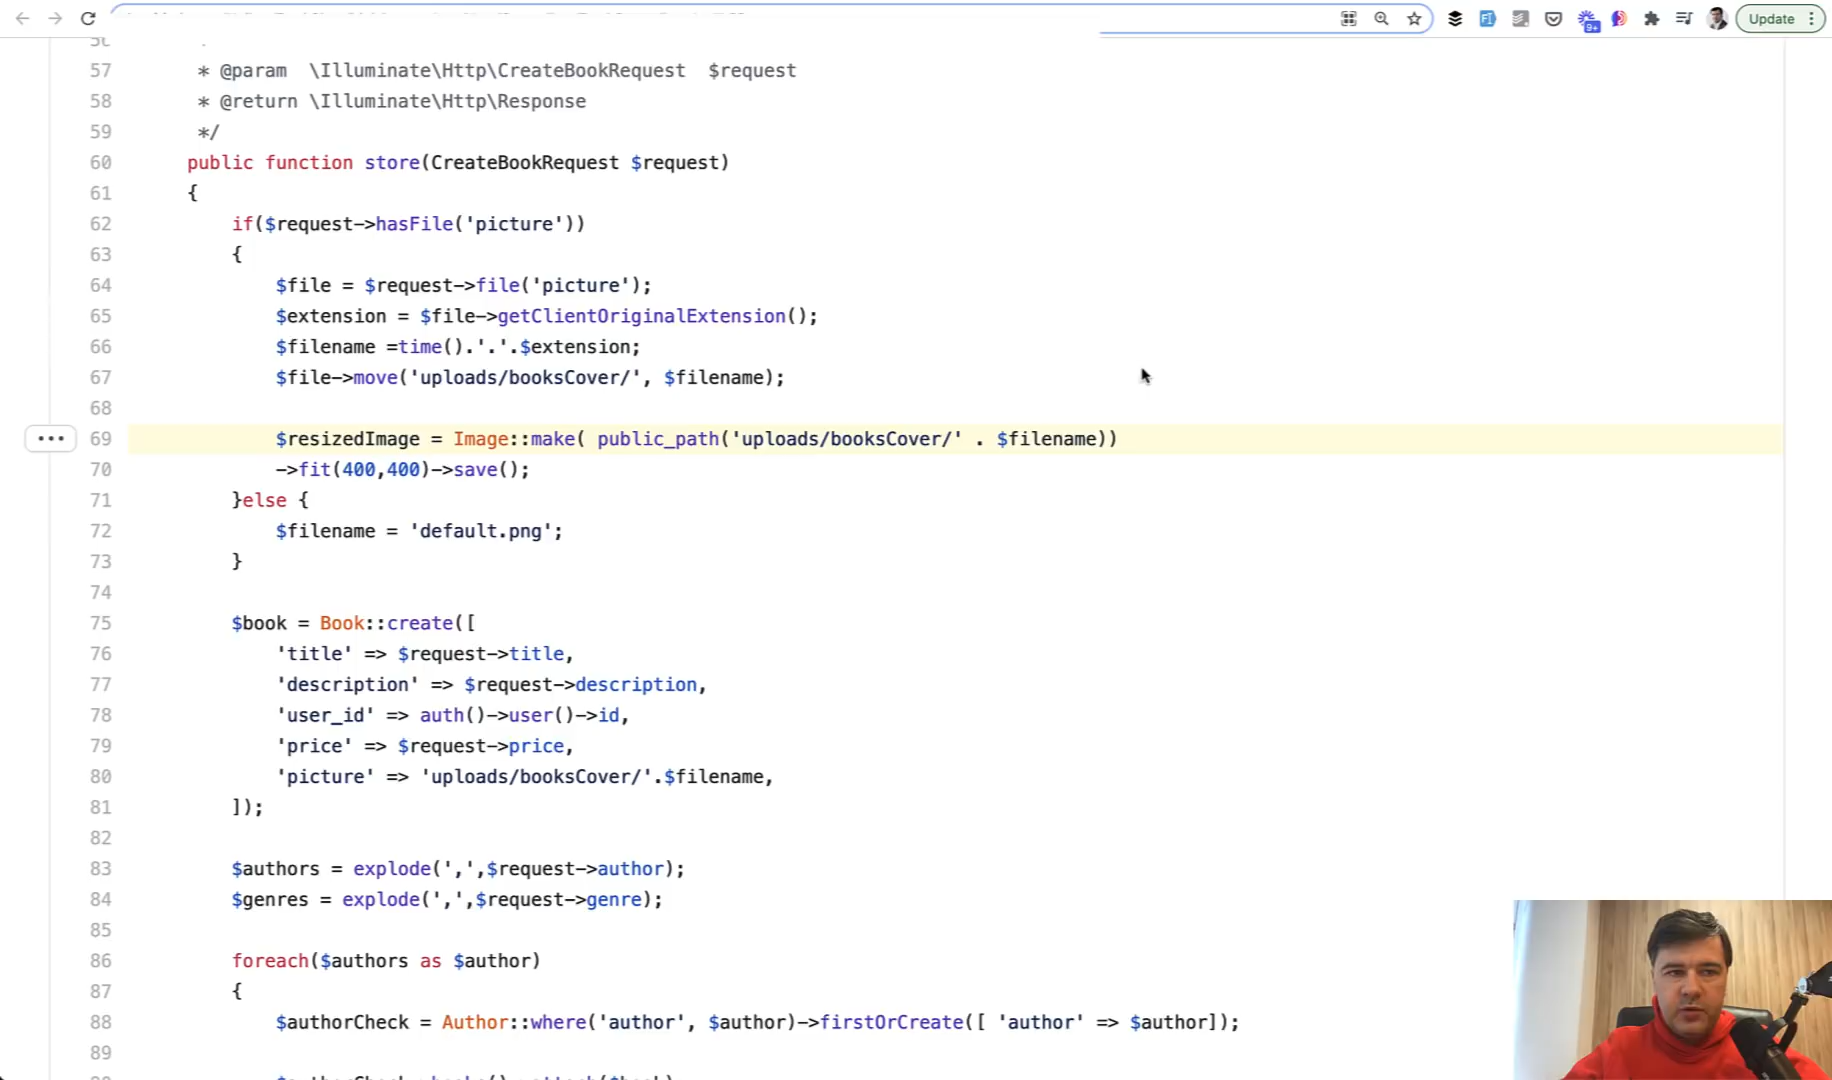 Update
57 * @param \Illuminate\Http\CreateBookRequest $request
58 * @return \Illuminate\Http\Response
59 */
60 public function store(CreateBookRequest $request)
61 {
62 if($request->hasFile('picture'))
63 {
64 $file = $request->file('picture');
65 $extension = $file->getClientOriginalExtension();
66 $filename =time().'.'.$extension;
67 $file->move('uploads/booksCover/', $filename);
68
69 $resizedImage = Image::make( public_path('uploads/booksCover/' . $filename))
70 ->fit(400,400)->save();
71 }else {
72 $filename = 'default.png';
73 }
74
75 $book = Book::create([
76 'title' => $request->title,
77 'description' => $request->description,
78 'user_id' => auth()->user()->id,
79 'price' => $request->price,
80 'picture' => 'uploads/booksCover/'.$filename,
81 ]);
82
83 $authors = explode(',',$request->author);
84 $genres = explode(',',$request->genre);
85
86 foreach($authors as $author)
87 {
88 $authorCheck = Author::where('author', $author)->firstOrCreate([ 'author' => $author]);
89